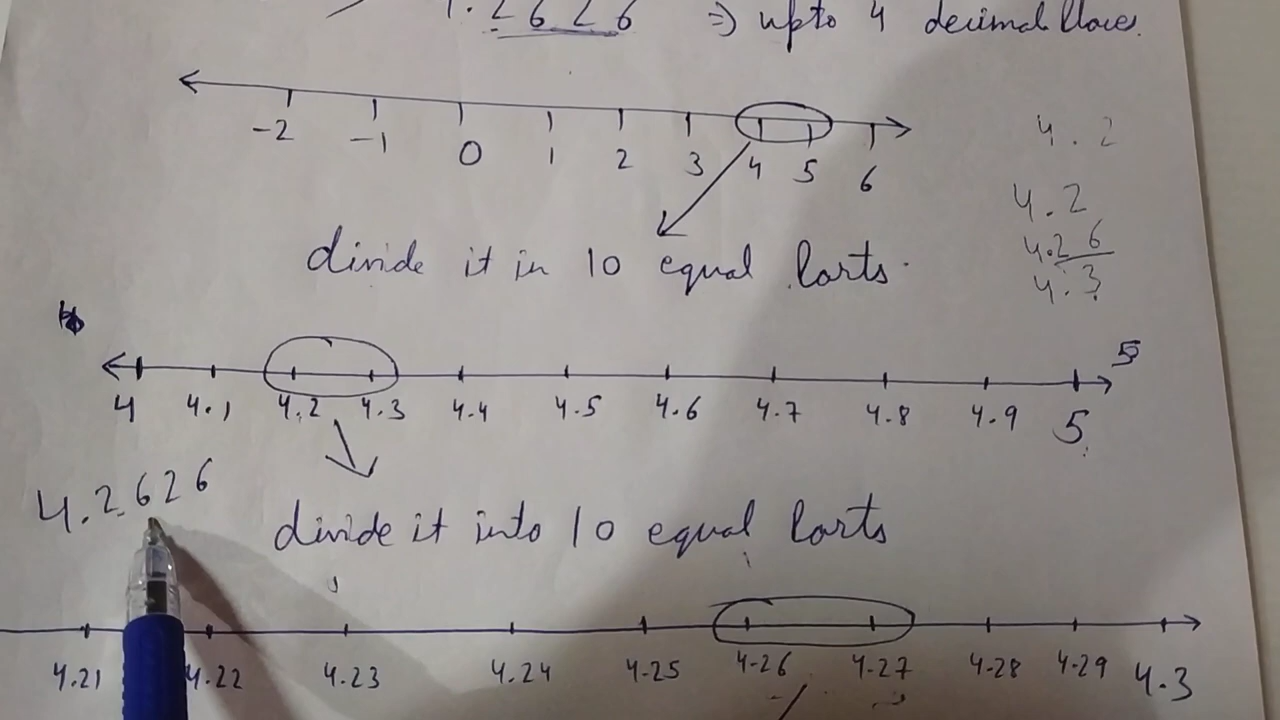 4.2626 => upto 4 decimal places.
-2 -1 0 1 2 3 4 5 6
4.2
4.2
4.26
4.3
divide it in 10 equal parts.
5
4 4.1 4.2 4.3 4.4 4.5 4.6 4.7 4.8 4.9 5
4.2626
divide it into 10 equal parts
4.21 4.22 4.23 4.24 4.25 4.26 4.27 4.28 4.29 4.3